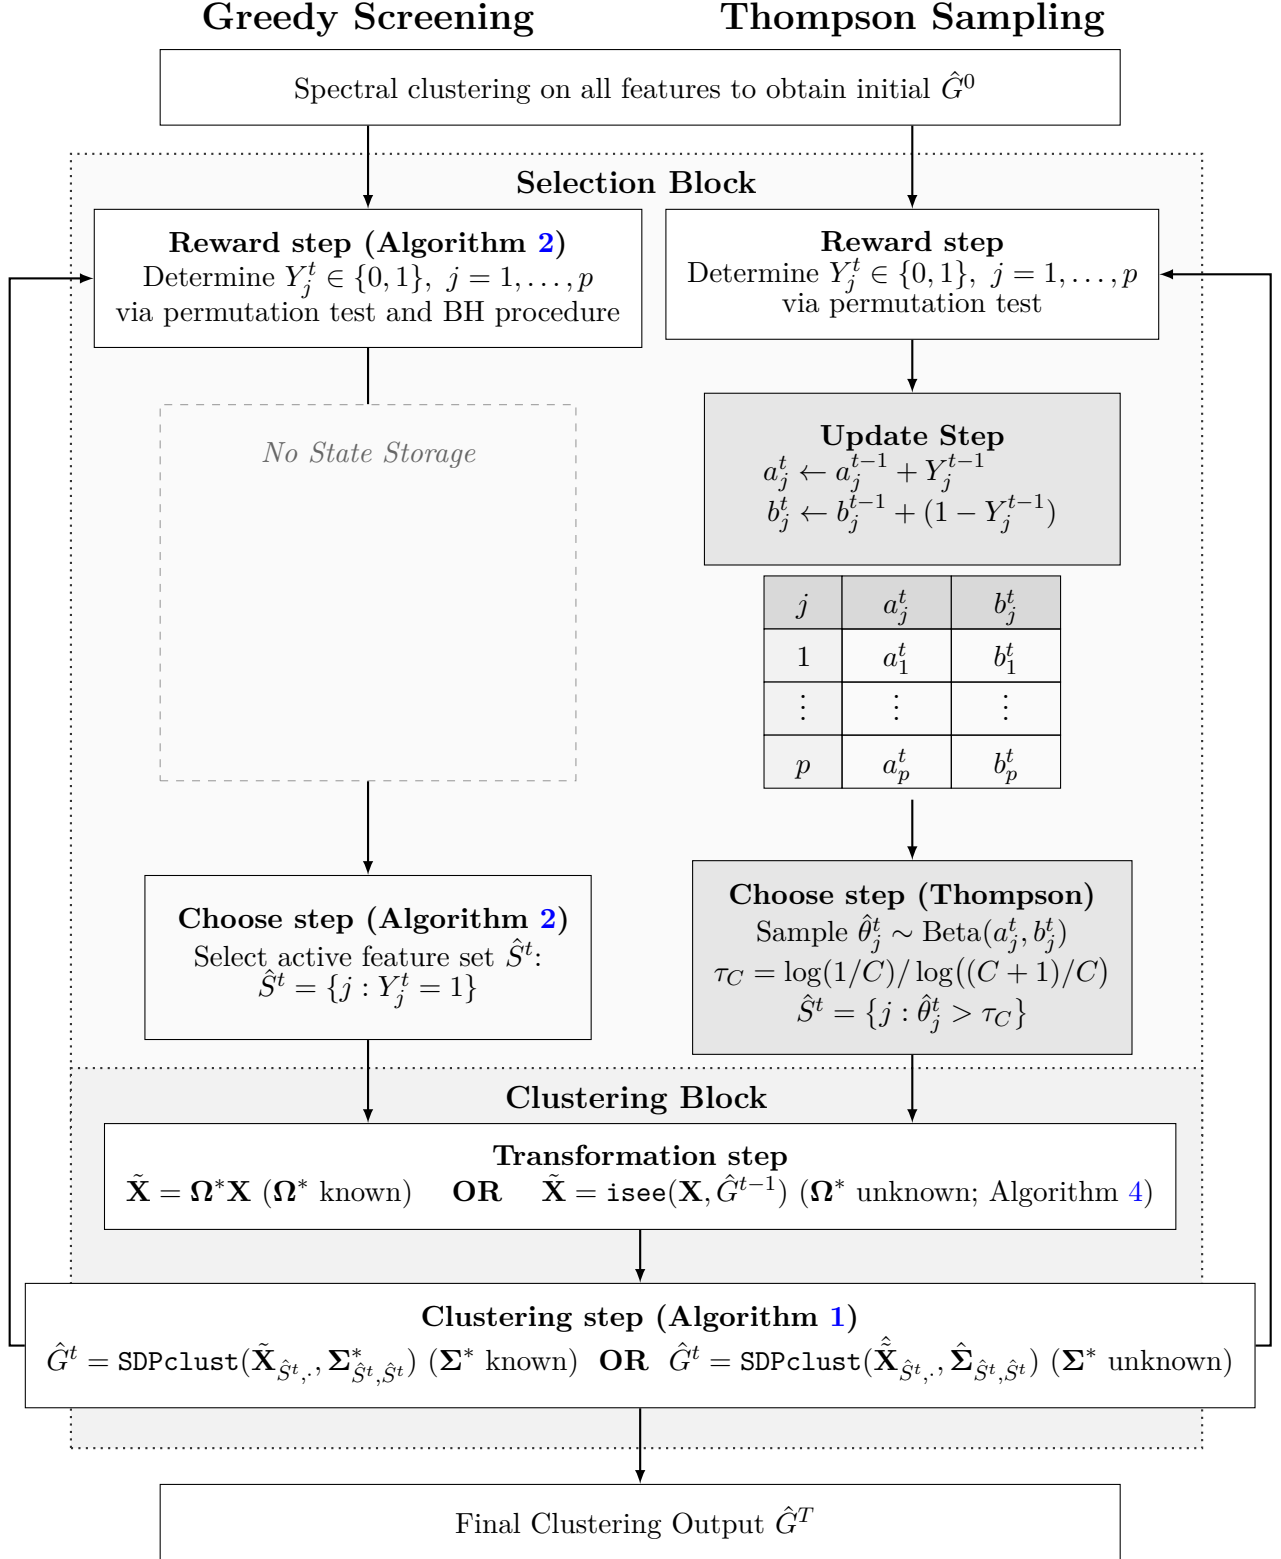 Greedy Screening
Thompson Sampling
Spectral clustering on all features to obtain initial Ĝ⁰
Selection Block
Reward step (Algorithm 2)
Determine Y_j^t ∈ {0, 1}, j = 1, . . . , p
via permutation test and BH procedure
Reward step
Determine Y_j^t ∈ {0, 1}, j = 1, . . . , p
via permutation test
No State Storage
Update Step
a_j^t ← a_j^{t−1} + Y_j^{t−1}
b_j^t ← b_j^{t−1} + (1 − Y_j^{t−1})
j a_j^t b_j^t
1 a_1^t b_1^t
⋮ ⋮ ⋮
p a_p^t b_p^t
Choose step (Algorithm 2)
Select active feature set Ŝ^t:
Ŝ^t = {j : Y_j^t = 1}
Choose step (Thompson)
Sample θ̂_j^t ∼ Beta(a_j^t, b_j^t)
τ_C = log(1/C)/ log((C + 1)/C)
Ŝ^t = {j : θ̂_j^t > τ_C}
Clustering Block
Transformation step
X̃ = Ω*X (Ω* known) OR X̃ = isee(X, Ĝ^{t−1}) (Ω* unknown; Algorithm 4)
Clustering step (Algorithm 1)
Ĝ^t = SDPclust(X̃_{Ŝ^t,·}, Σ*_{Ŝ^t,Ŝ^t}) (Σ* known) OR Ĝ^t = SDPclust(X̃̂_{Ŝ^t,·}, Σ̂_{Ŝ^t,Ŝ^t}) (Σ* unknown)
Final Clustering Output Ĝ^T